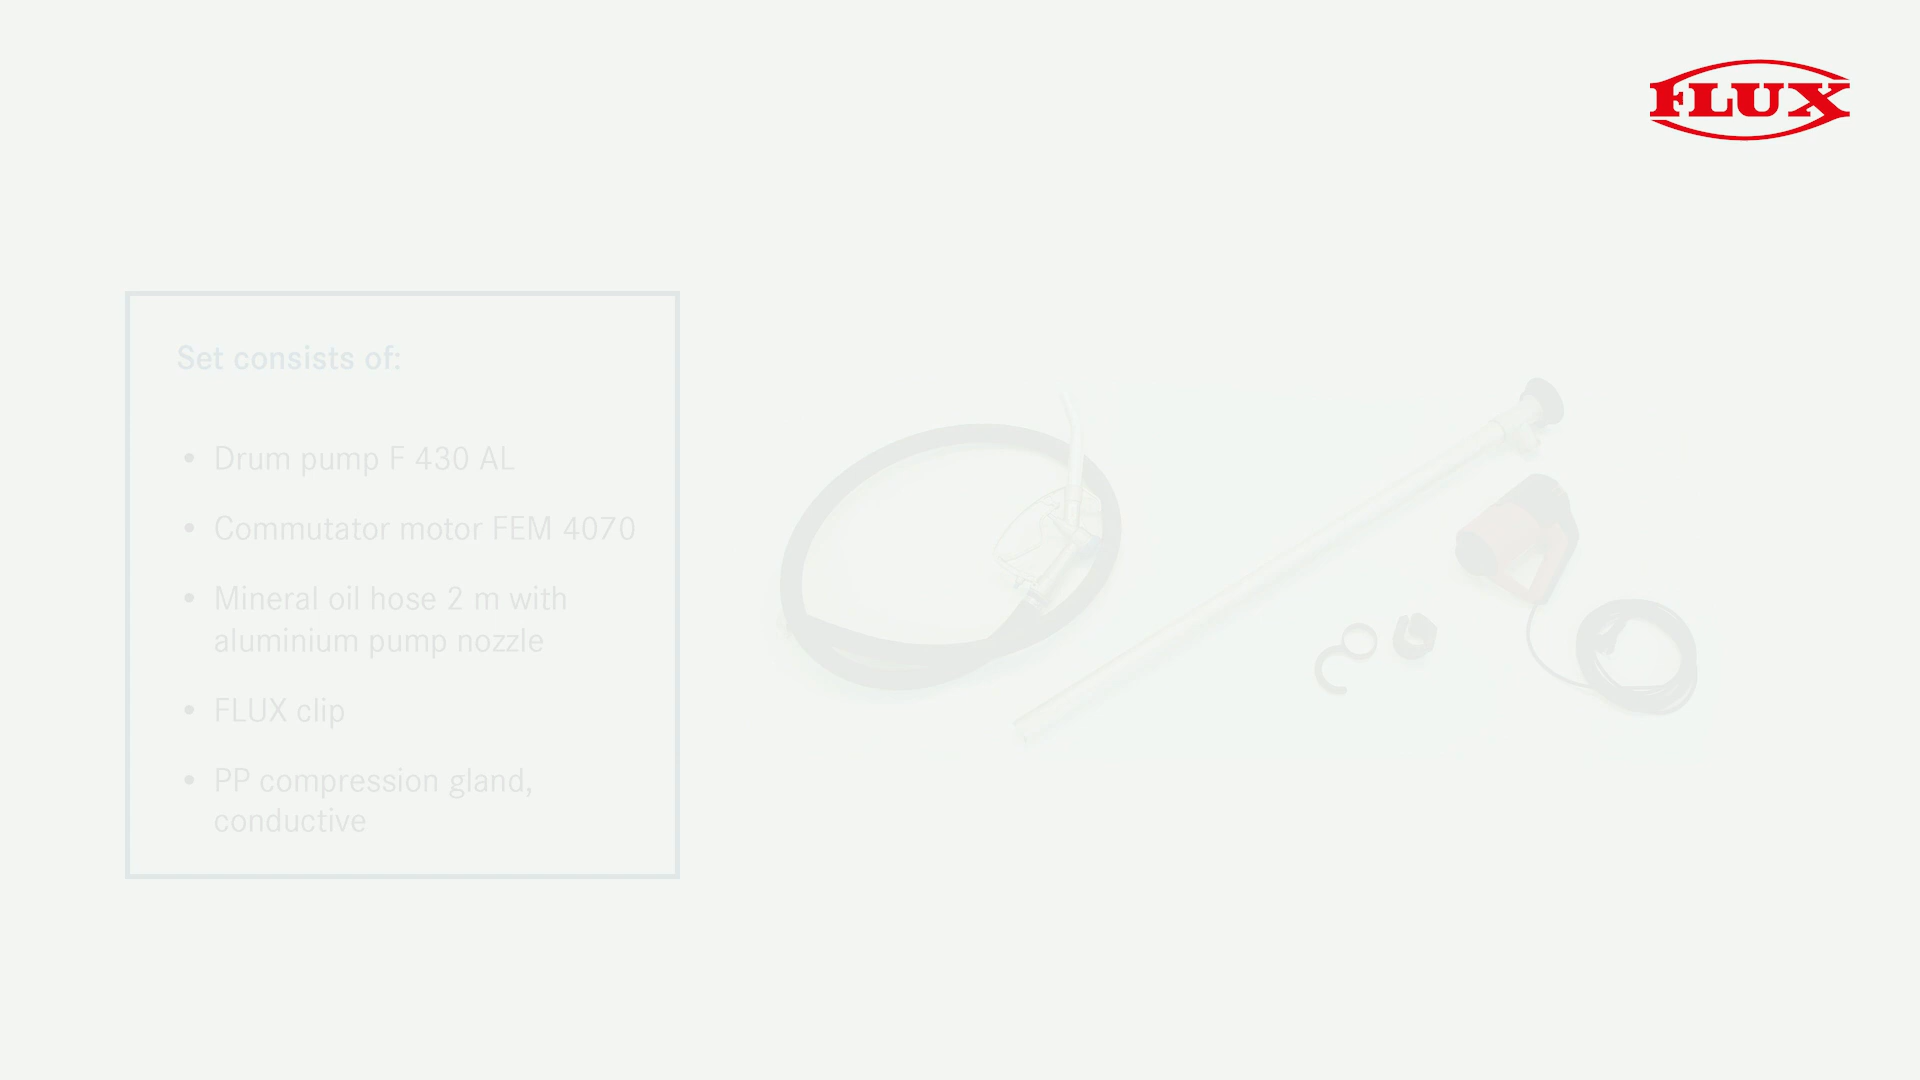 FLUX
Set consists of:
• Drum pump F 430 AL
• Commutator motor FEM 4070
• Mineral oil hose 2 m with
aluminium pump nozzle
• FLUX clip
• PP compression gland,
conductive